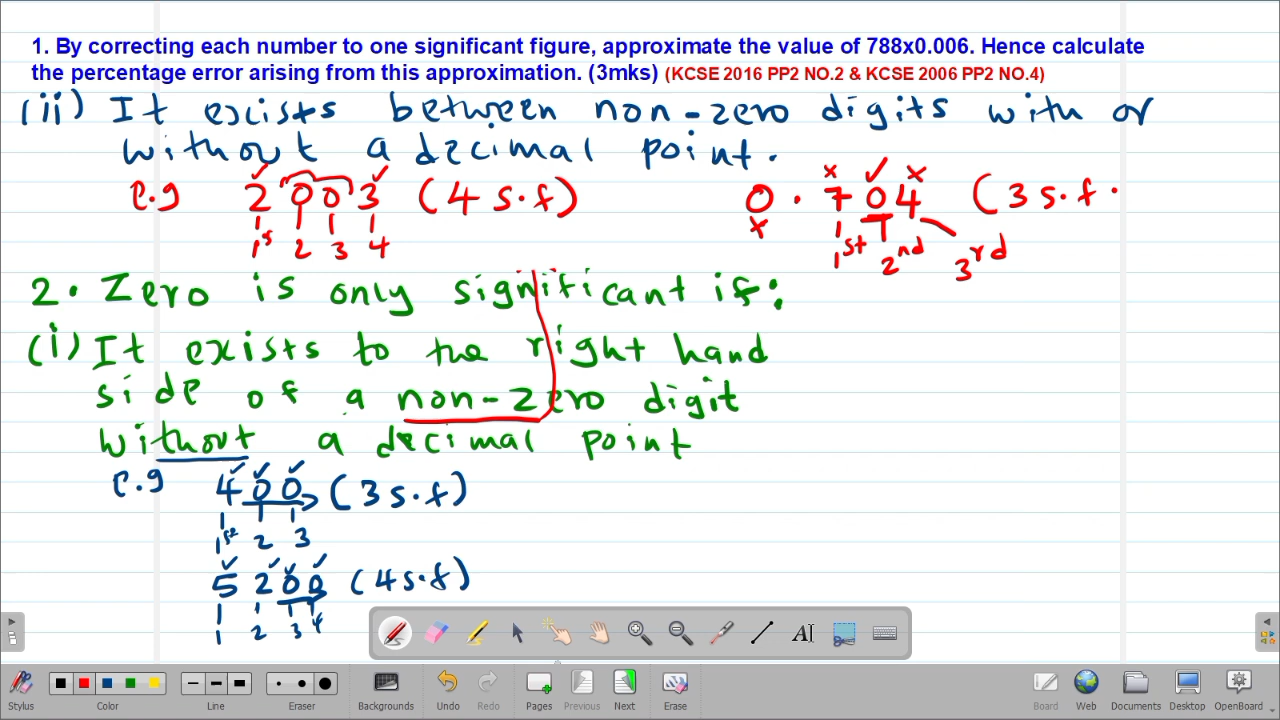 1. By correcting each number to one significant figure, approximate the value of 788x0.006. Hence calculate
the percentage error arising from this approximation. (3mks) (KCSE 2016 PP2 NO.2 & KCSE 2006 PP2 NO.4)
(ii) It exists between non-zero digits with or
without a decimal point.
e.g 2003 (4 s.f) 0.704 (3 s.f.
1st 2 3 4 1st 2nd 3rd
2. Zero is only significant if:
(i) It exists to the right hand
side of a non-zero digit
without a decimal point
e.g 400 (3 s.f)
1st 2 3
5200 (4 s.f)
1 2 3 4
Stylus Color Line Eraser Backgrounds Undo Redo Pages Previous Next Erase Board Web Documents Desktop OpenBoard